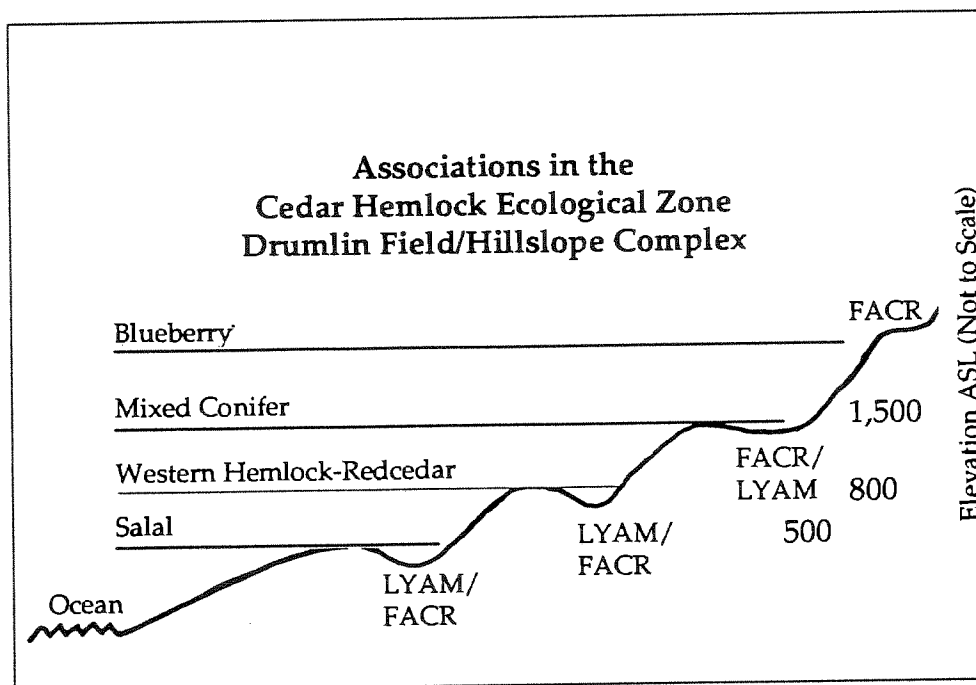 Associations in the
Cedar Hemlock Ecological Zone
Drumlin Field/Hillslope Complex
Blueberry
FACR
Mixed Conifer
1,500
Western Hemlock-Redcedar
FACR/
LYAM
800
Salal
500
LYAM/
FACR
LYAM/
FACR
Ocean
Elevation ASL (Not to Scale)